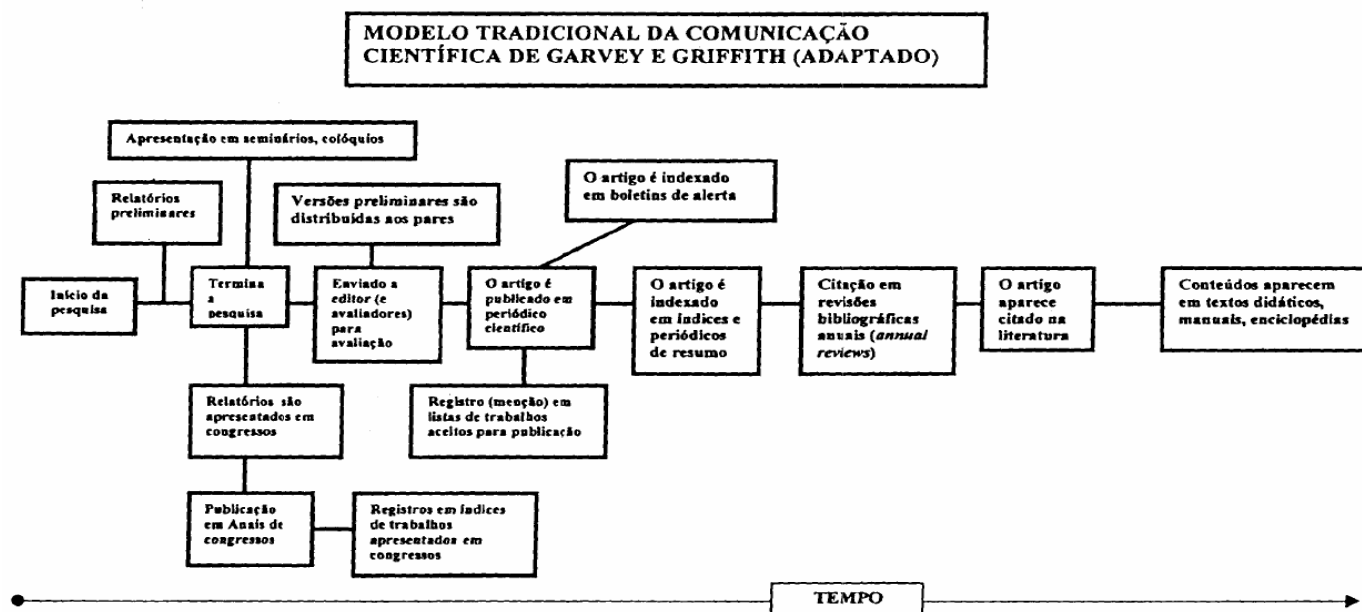 MODELO TRADICIONAL DA COMUNICAÇÃO
CIENTÍFICA DE GARVEY E GRIFFITH (ADAPTADO)
Apresentação em seminários, colóquios
Relatórios
preliminares
Versões preliminares são
distribuídas aos pares
O artigo é indexado
em boletins de alerta
Início da
pesquisa
Termina
a
pesquisa
Enviado a
editor (e
avaliadores)
para
avaliação
O artigo é
publicado em
periódico
científico
O artigo é
indexado
em índices e
periódicos
de resumo
Citação em
revisões
bibliográficas
anuais (annual
reviews)
O artigo
aparece
citado na
literatura
Conteúdos aparecem
em textos didáticos,
manuais, enciclopédias
Relatórios são
apresentados em
congressos
Registro (menção) em
listas de trabalhos
aceitos para publicação
Publicação
em Anais de
congressos
Registros em índices
de trabalhos
apresentados em
congressos
TEMPO